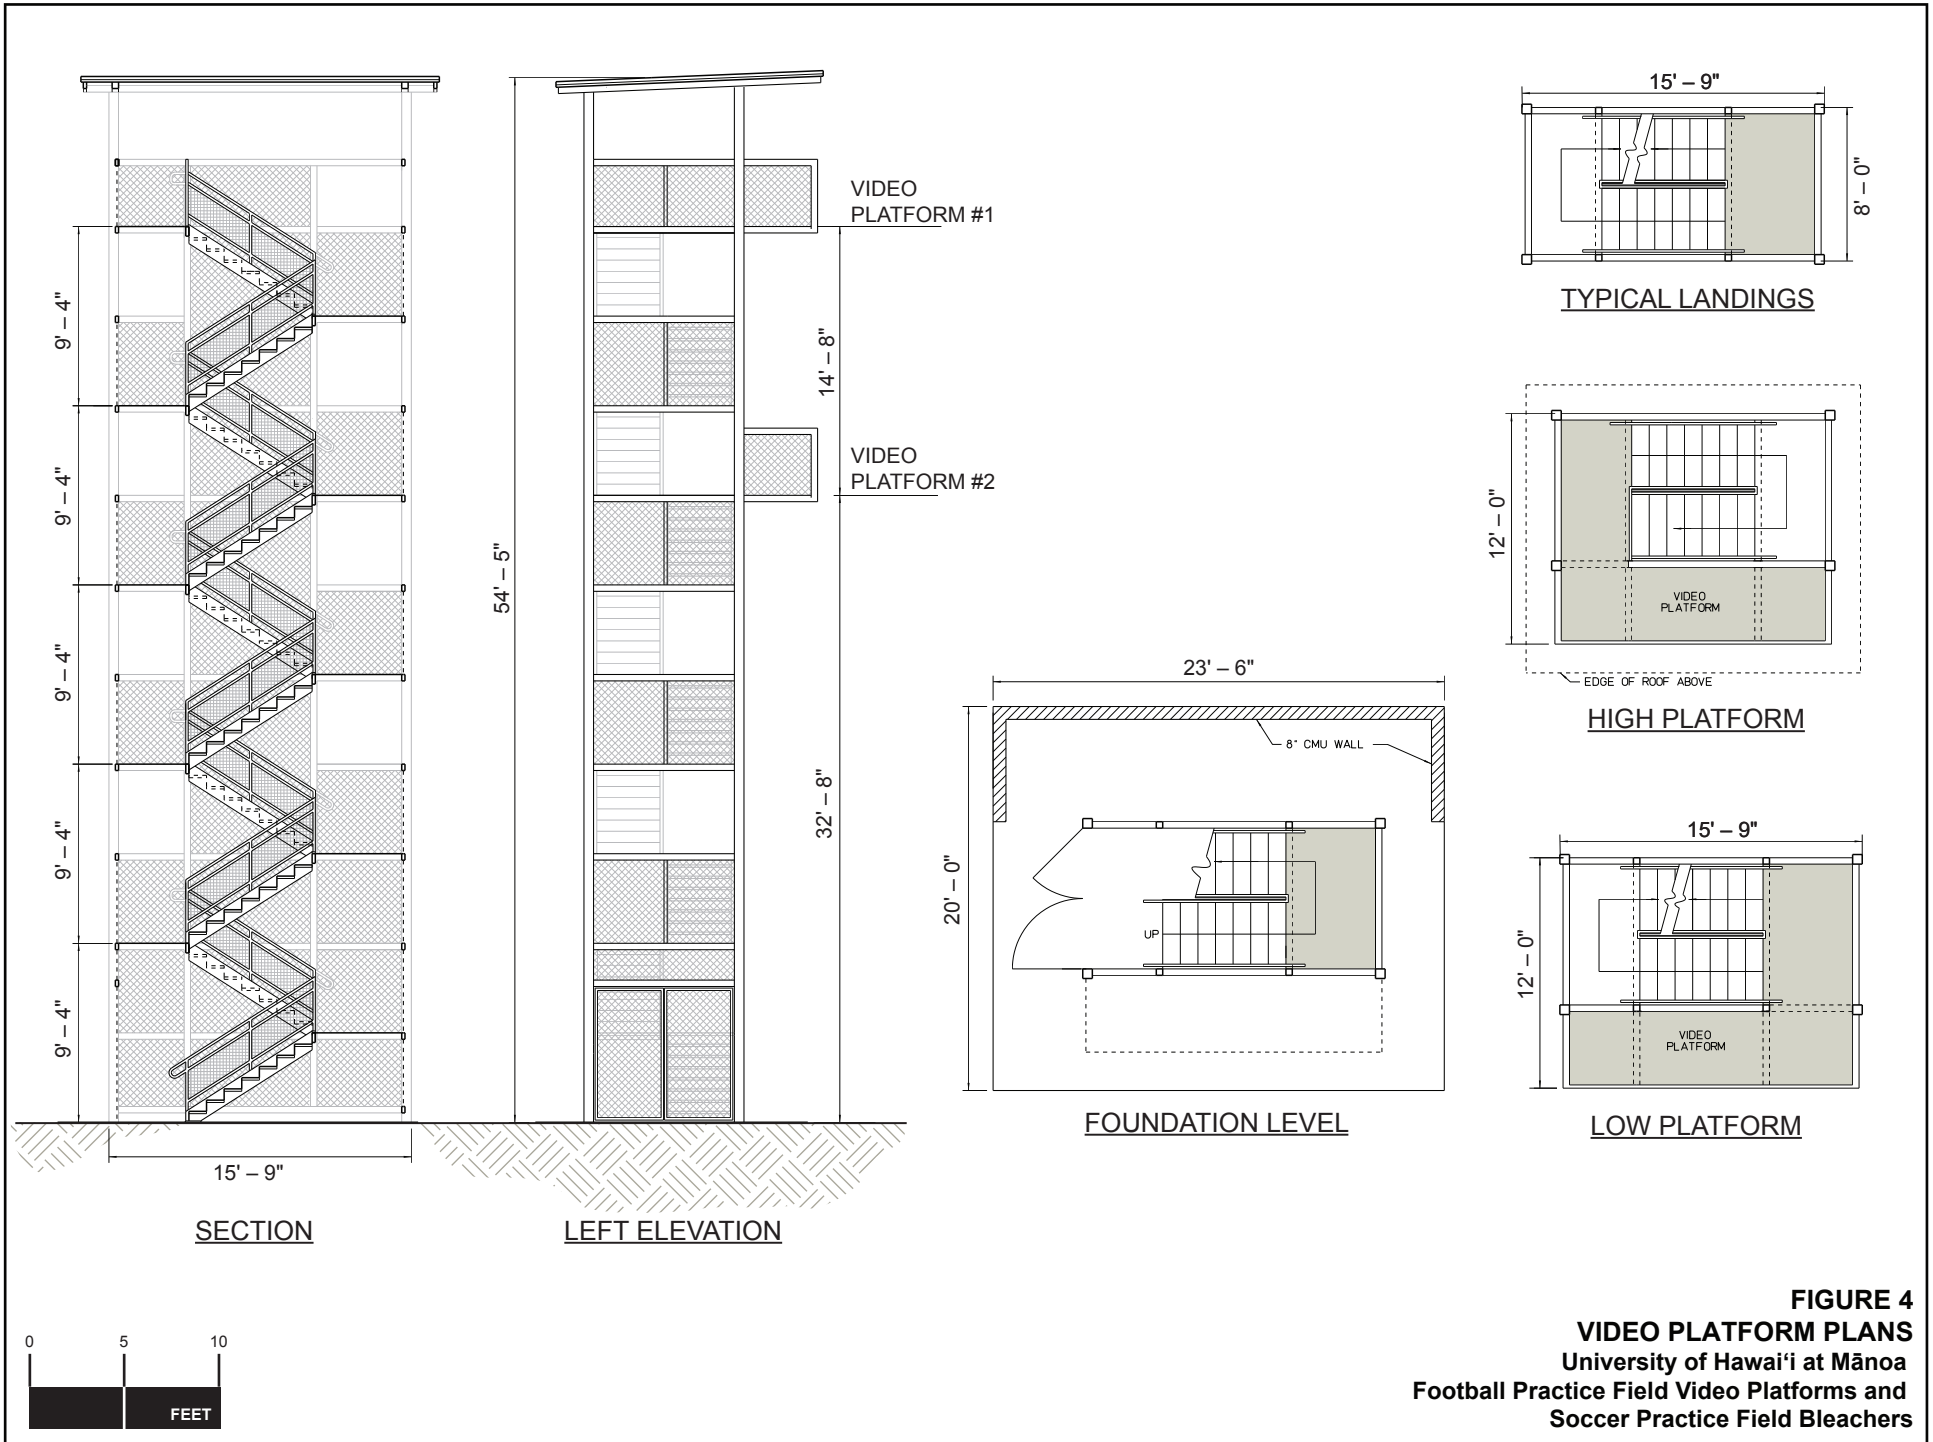 VIDEO
PLATFORM #1
VIDEO
PLATFORM #2
9' – 4"
9' – 4"
9' – 4"
9' – 4"
9' – 4"
15' – 9"
SECTION
54' – 5"
14' – 8"
32' – 8"
LEFT ELEVATION
23' – 6"
20' – 0"
8" CMU WALL
UP
FOUNDATION LEVEL
15' – 9"
8' – 0"
TYPICAL LANDINGS
12' – 0"
VIDEO
PLATFORM
EDGE OF ROOF ABOVE
HIGH PLATFORM
15' – 9"
12' – 0"
VIDEO
PLATFORM
LOW PLATFORM
0 5 10
FEET
FIGURE 4
VIDEO PLATFORM PLANS
University of Hawai‘i at Mānoa
Football Practice Field Video Platforms and
Soccer Practice Field Bleachers